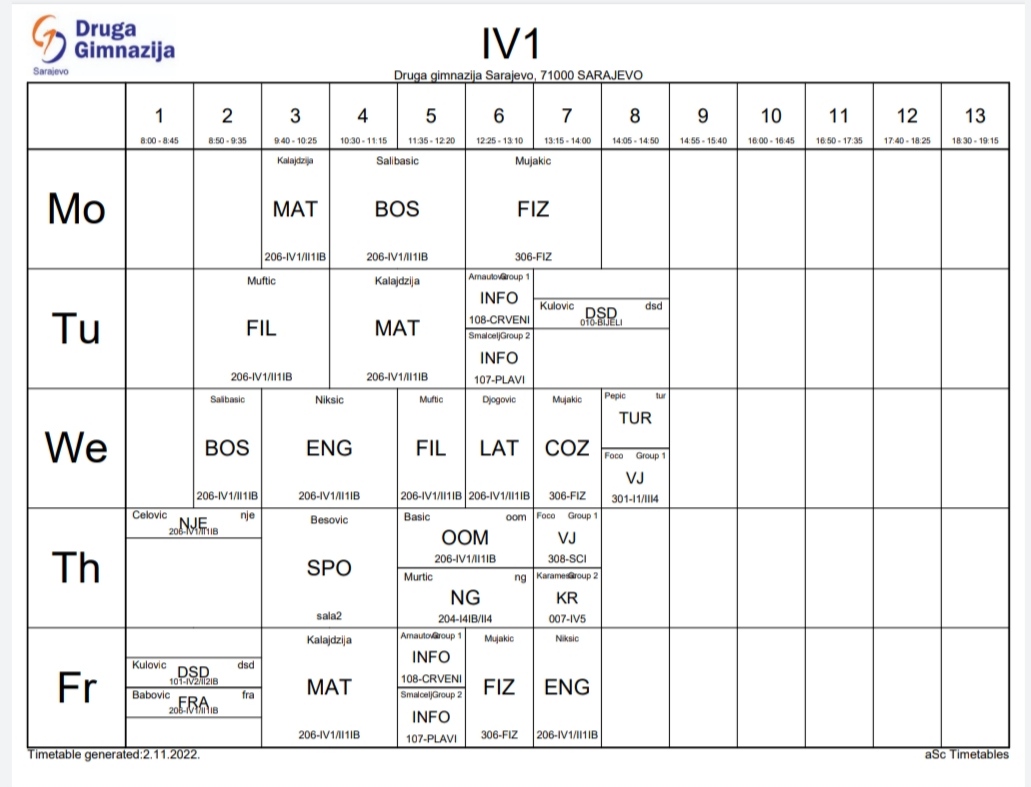 Druga
Gimnazija
Sarajevo
IV1
Druga gimnazija Sarajevo, 71000 SARAJEVO
1 2 3 4 5 6 7 8 9 10 11 12 13
8:00 - 8:45 8:50 - 9:35 9:40 - 10:25 10:30 - 11:15 11:35 - 12:20 12:25 - 13:10 13:15 - 14:00 14:05 - 14:50 14:55 - 15:40 16:00 - 16:45 16:50 - 17:35 17:40 - 18:25 18:30 - 19:15
Mo
Kalajdzija Salibasic Mujakic
MAT BOS FIZ
206-IV1/II1IB 206-IV1/II1IB 306-FIZ
Tu
Muftic Kalajdzija
FIL MAT
206-IV1/II1IB 206-IV1/II1IB
Group 1
INFO
108-CRVENI
Group 2
INFO
107-PLAVI
Kulovic dsd
DSD
010-BIJELI
We
Salibasic Niksic Muftic Djogovic Mujakic
BOS ENG FIL LAT COZ
206-IV1/II1IB 206-IV1/II1IB 206-IV1/II1IB 206-IV1/II1IB 306-FIZ
Pepic tur
TUR
Foco Group 1
VJ
301-I1/III4
Th
Celovic nje
NJE
206-IV1/II1IB
Besovic
SPO
sala2
Basic oom
OOM
206-IV1/II1IB
Murtic ng
NG
204-I4IB/II4
Foco Group 1
VJ
308-SCI
Group 2
KR
007-IV5
Fr
Kulovic dsd
DSD
101-IV2/II2IB
Babovic fra
FRA
206-IV1/II1IB
Kalajdzija
MAT
206-IV1/II1IB
Group 1
INFO
108-CRVENI
Group 2
INFO
107-PLAVI
Mujakic Niksic
FIZ ENG
306-FIZ 206-IV1/II1IB
Timetable generated:2.11.2022.
aSc Timetables